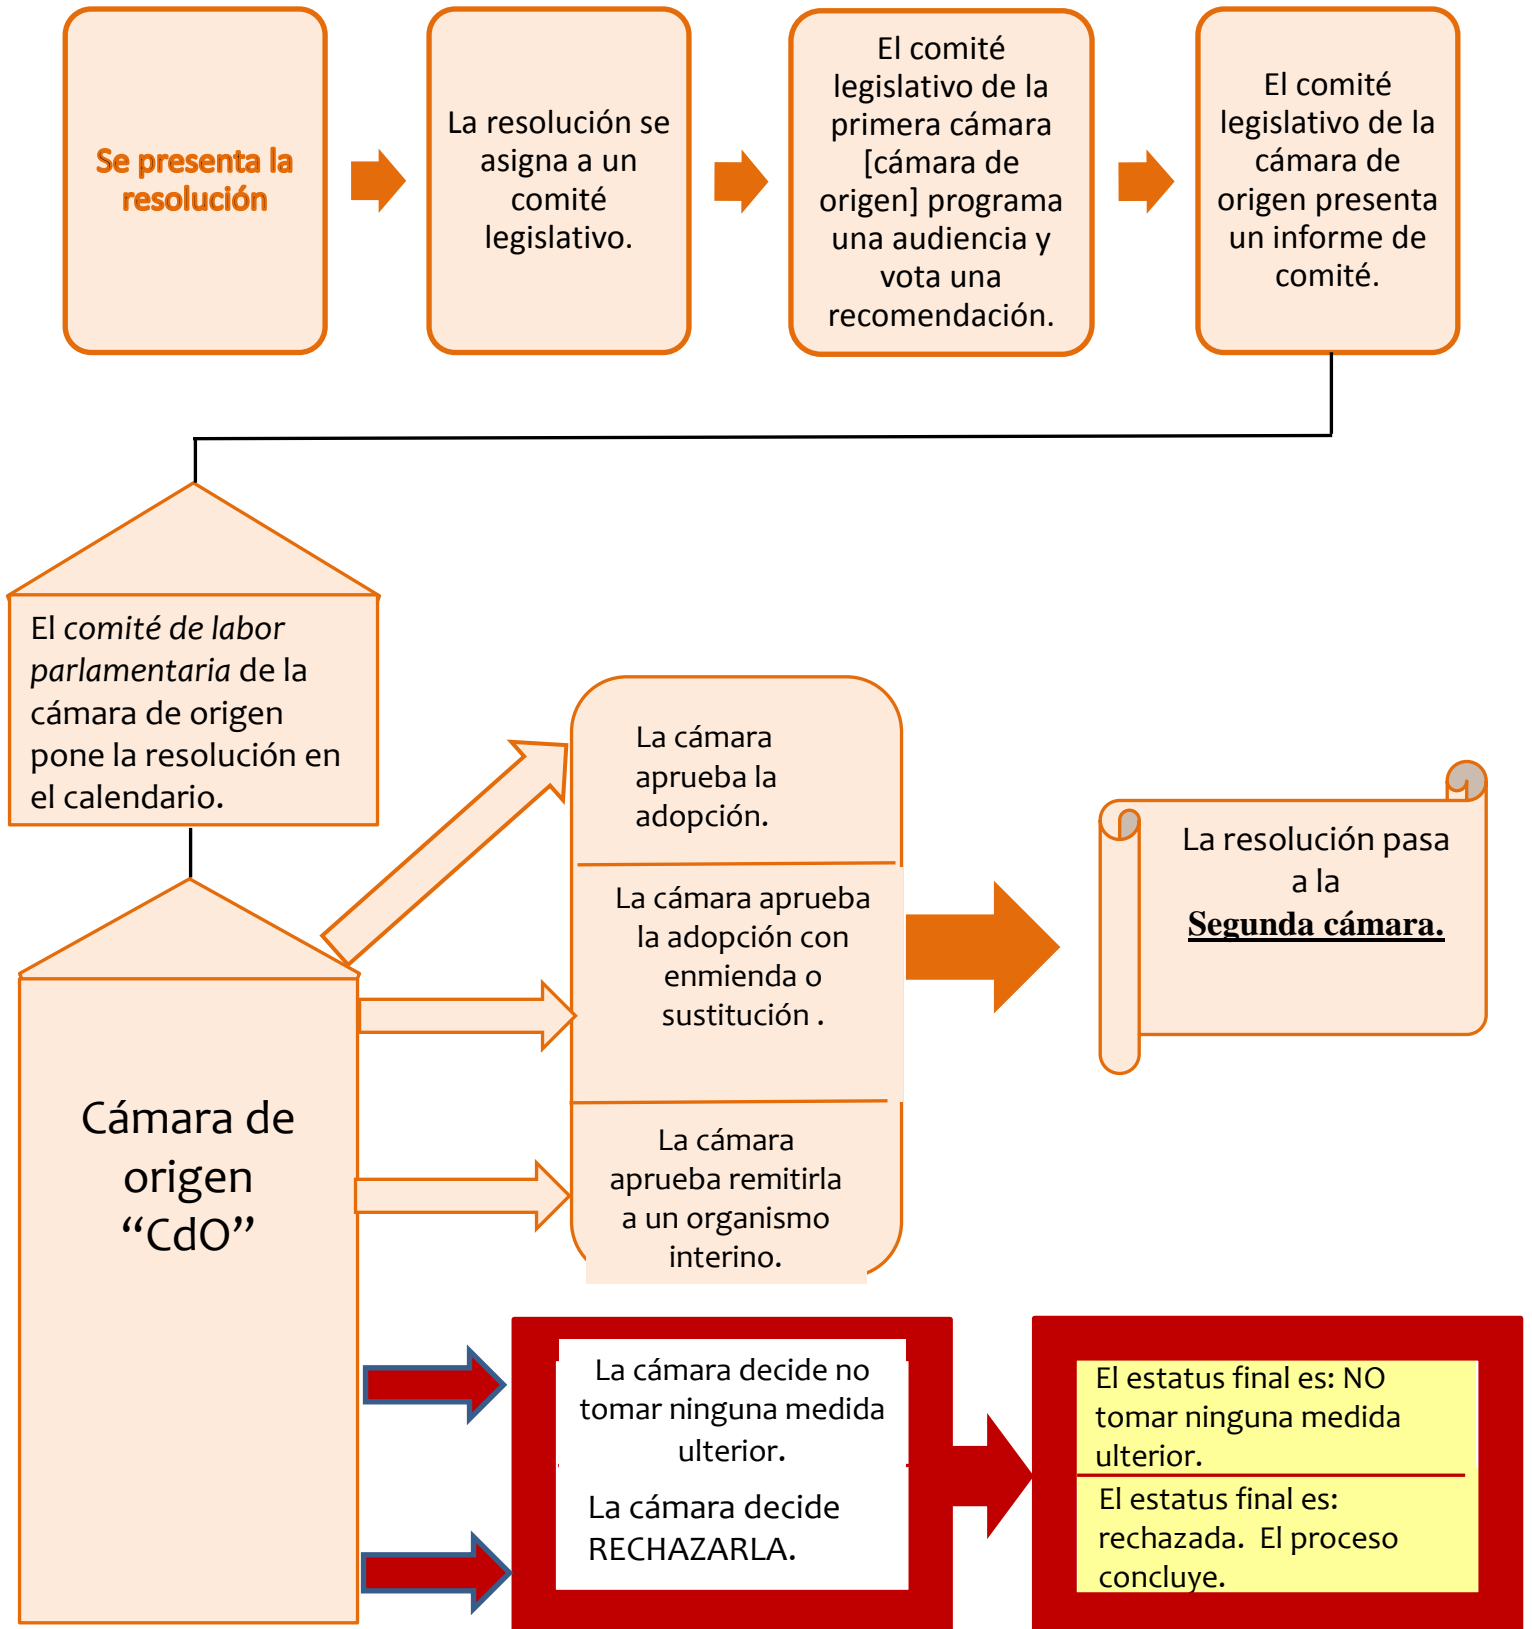 Se presenta la
resolución
La resolución se
asigna a un
comité
legislativo.
El comité
legislativo de la
primera cámara
[cámara de
origen] programa
una audiencia y
vota una
recomendación.
El comité
legislativo de la
cámara de
origen presenta
un informe de
comité.
El comité de labor
parlamentaria de la
cámara de origen
pone la resolución en
el calendario.
La cámara
aprueba la
adopción.
La cámara aprueba
la adopción con
enmienda o
sustitución .
La cámara
aprueba remitirla
a un organismo
interino.
La resolución pasa
a la
Segunda cámara.
Cámara de
origen
“CdO”
La cámara decide no
tomar ninguna medida
ulterior.
La cámara decide
RECHAZARLA.
El estatus final es: NO
tomar ninguna medida
ulterior.
El estatus final es:
rechazada.  El proceso
concluye.